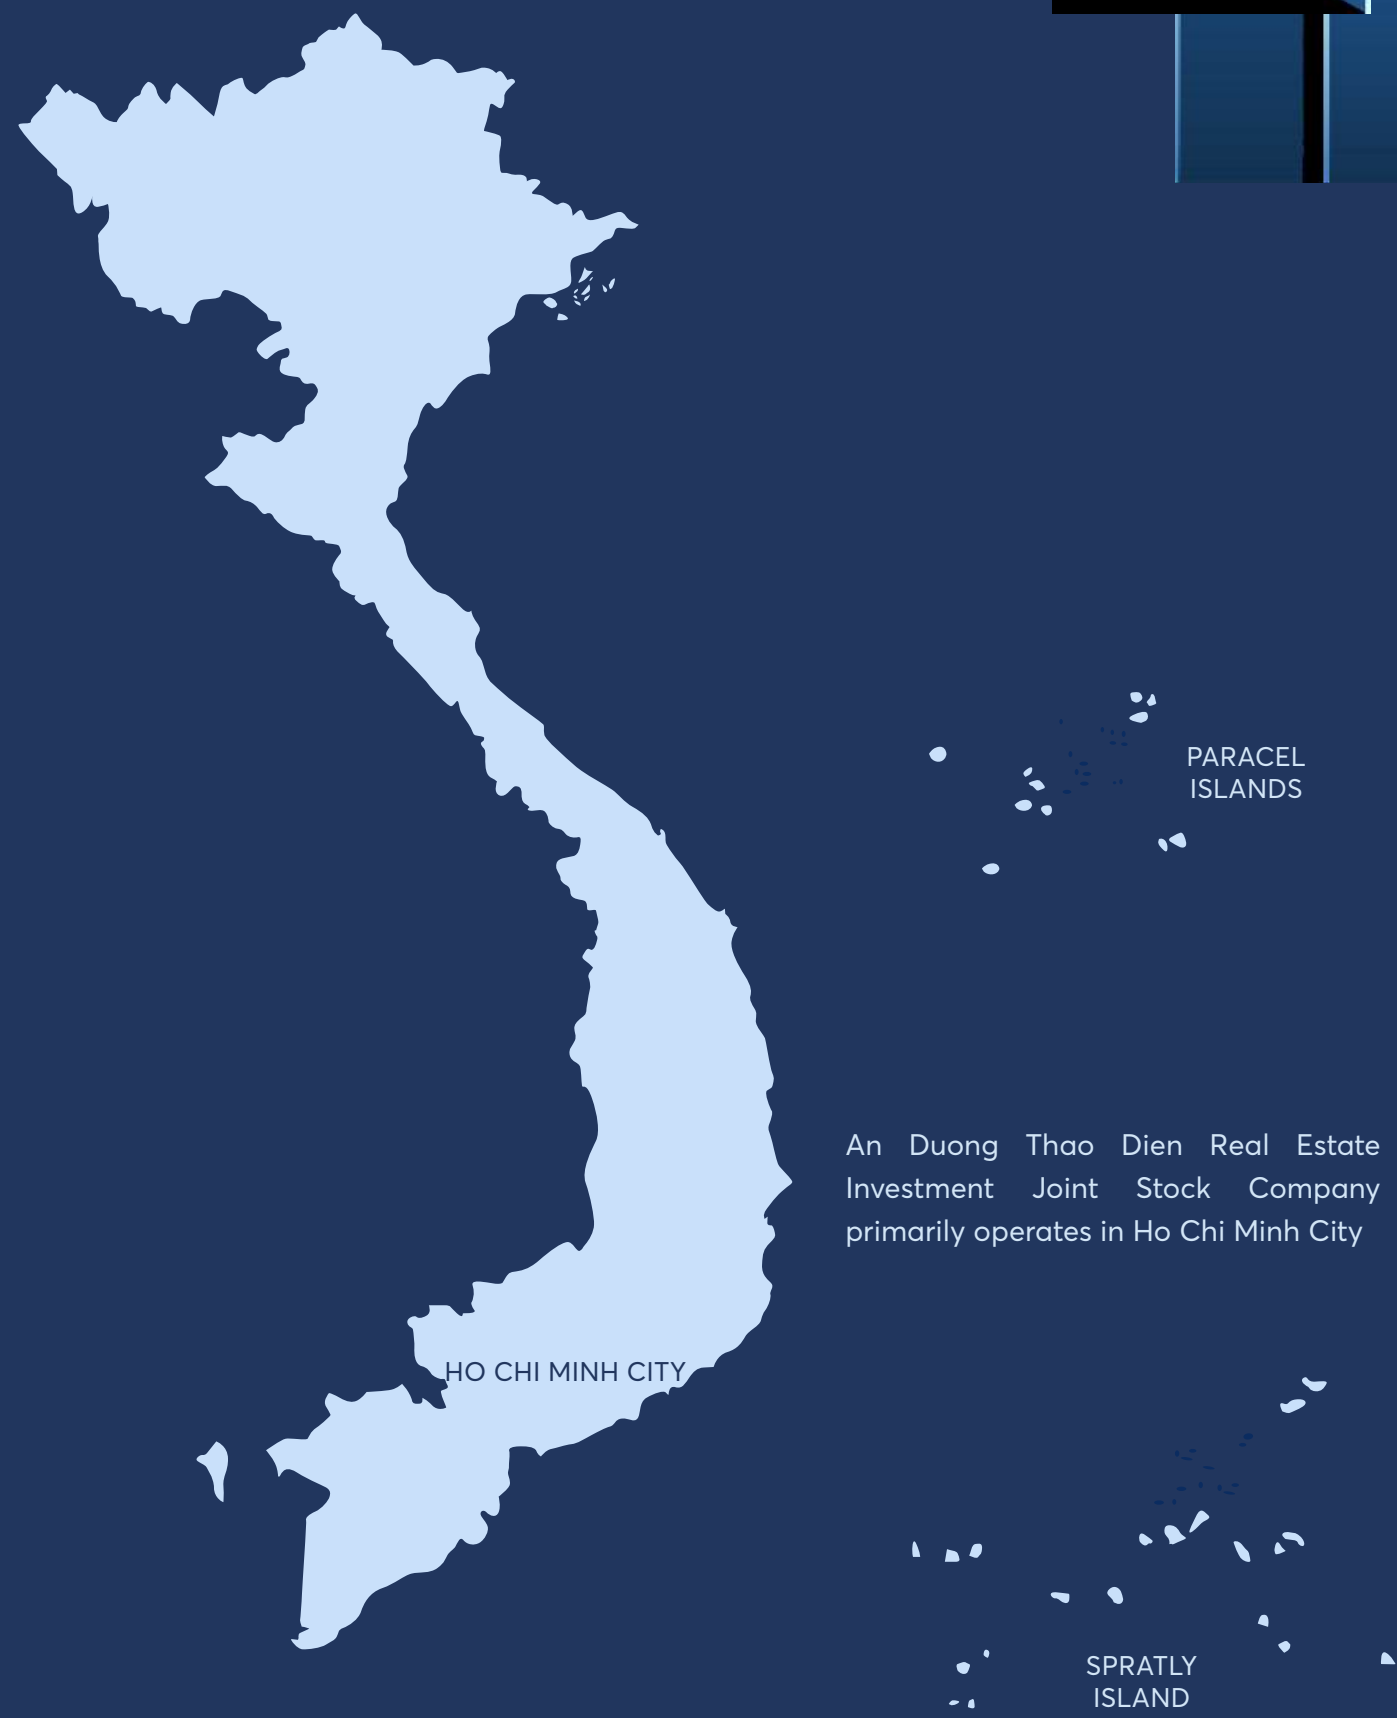 PARACEL
ISLANDS
An Duong Thao Dien Real Estate
Investment Joint Stock Company
primarily operates in Ho Chi Minh City
HO CHI MINH CITY
SPRATLY
ISLAND